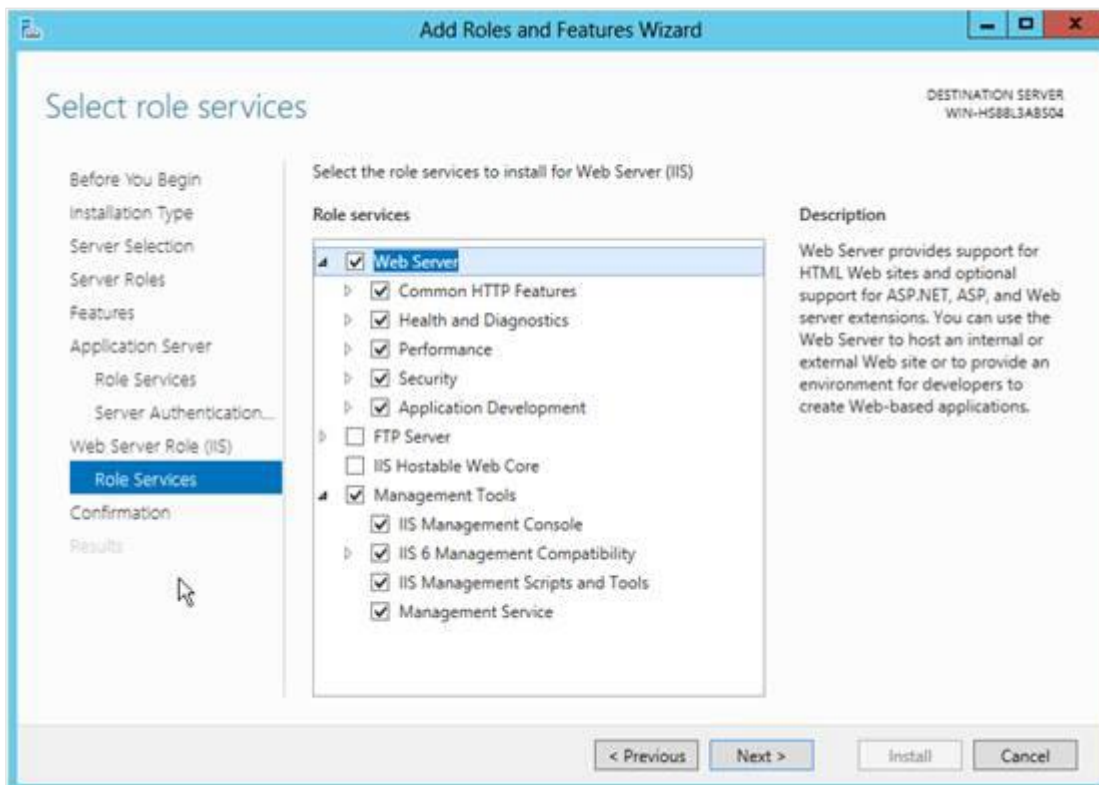 Add Roles and Features Wizard
Select role services
DESTINATION SERVER
WIN-HS88L3ABS04
Before You Begin
Installation Type
Server Selection
Server Roles
Features
Application Server
Role Services
Server Authentication...
Web Server Role (IIS)
Role Services
Confirmation
Results
Select the role services to install for Web Server (IIS)
Role services
Web Server
Common HTTP Features
Health and Diagnostics
Performance
Security
Application Development
FTP Server
IIS Hostable Web Core
Management Tools
IIS Management Console
IIS 6 Management Compatibility
IIS Management Scripts and Tools
Management Service
Description
Web Server provides support for
HTML Web sites and optional
support for ASP.NET, ASP, and Web
server extensions. You can use the
Web Server to host an internal or
external Web site or to provide an
environment for developers to
create Web-based applications.
< Previous
Next >
Install
Cancel